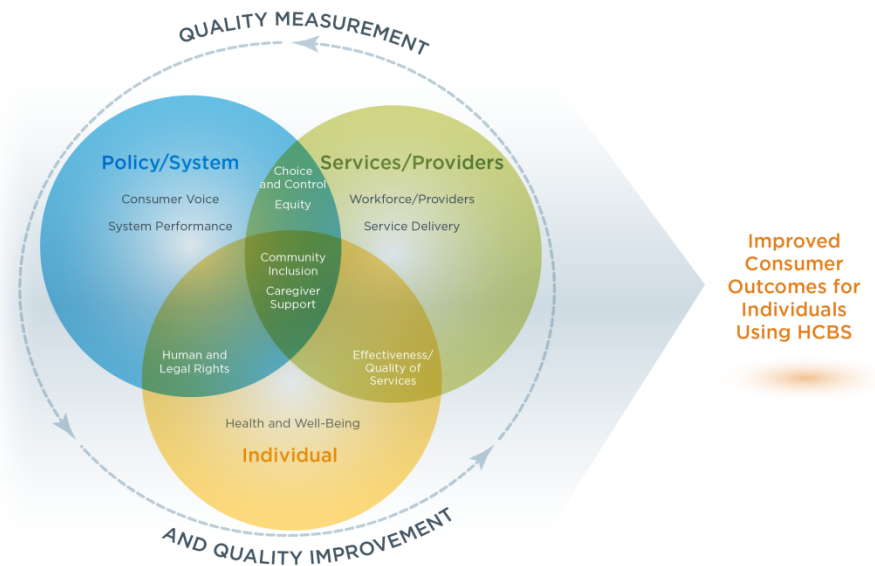 QUALITY MEASUREMENT
Policy/System
Consumer Voice
System Performance
Choice
and Control
Equity
Services/Providers
Workforce/Providers
Service Delivery
Community
Inclusion
Caregiver
Support
Human and
Legal Rights
Effectiveness/
Quality of
Services
Health and Well-Being
Individual
AND QUALITY IMPROVEMENT
Improved
Consumer
Outcomes for
Individuals
Using HCBS